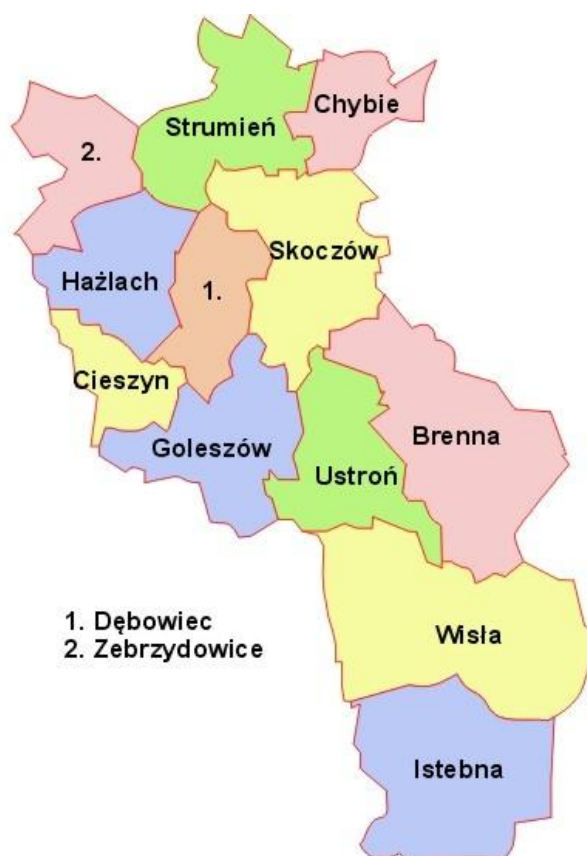 Chybie
Strumień
2.
Skoczów
Hażlach
1.
Cieszyn
Goleszów
Brenna
Ustroń
1. Dębowiec
2. Zebrzydowice
Wisła
Istebna